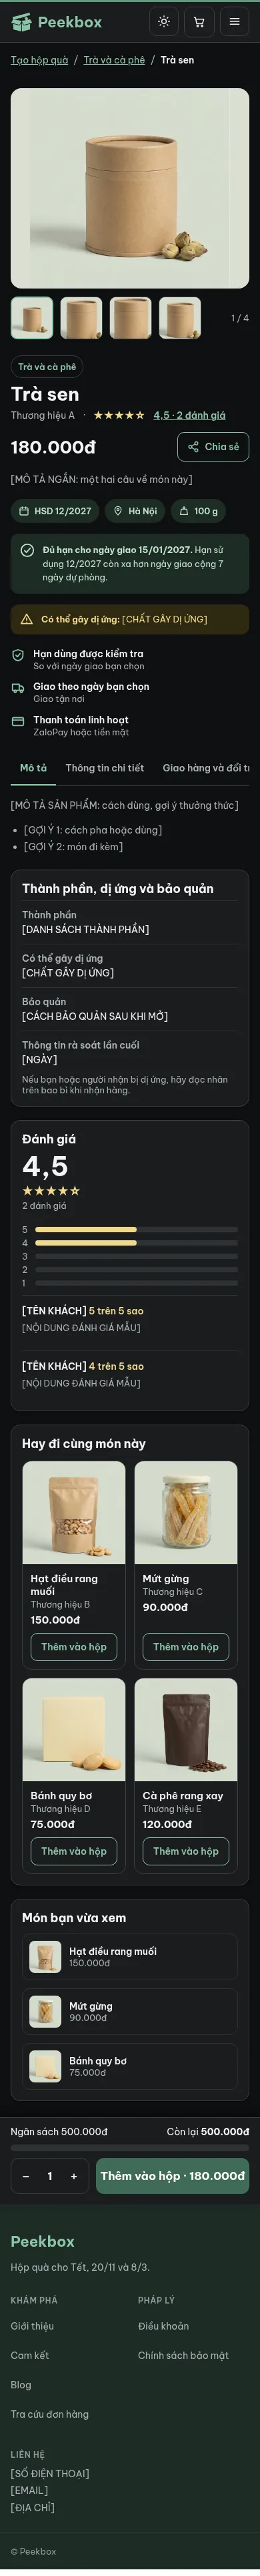 Peekbox
Tạo hộp quà / Trà và cà phê / Trà sen
1 / 4
Trà và cà phê
Trà sen
Thương hiệu A · ★★★★☆ 4,5 · 2 đánh giá
180.000đ
Chia sẻ
[MÔ TẢ NGẮN: một hai câu về món này]
HSD 12/2027
Hà Nội
100 g
Đủ hạn cho ngày giao 15/01/2027. Hạn sử
dụng 12/2027 còn xa hơn ngày giao cộng 7
ngày dự phòng.
Có thể gây dị ứng: [CHẤT GÂY DỊ ỨNG]
Hạn dùng được kiểm tra
So với ngày giao bạn chọn
Giao theo ngày bạn chọn
Giao tận nơi
Thanh toán linh hoạt
ZaloPay hoặc tiền mặt
Mô tả
Thông tin chi tiết
Giao hàng và đổi tr
[MÔ TẢ SẢN PHẨM: cách dùng, gợi ý thưởng thức]
• [GỢI Ý 1: cách pha hoặc dùng]
• [GỢI Ý 2: món đi kèm]
Thành phần, dị ứng và bảo quản
Thành phần
[DANH SÁCH THÀNH PHẦN]
Có thể gây dị ứng
[CHẤT GÂY DỊ ỨNG]
Bảo quản
[CÁCH BẢO QUẢN SAU KHI MỞ]
Thông tin rà soát lần cuối
[NGÀY]
Nếu bạn hoặc người nhận bị dị ứng, hãy đọc nhãn
trên bao bì khi nhận hàng.
Đánh giá
4,5
★★★★☆
2 đánh giá
5
4
3
2
1
[TÊN KHÁCH] 5 trên 5 sao
[NỘI DUNG ĐÁNH GIÁ MẪU]
[TÊN KHÁCH] 4 trên 5 sao
[NỘI DUNG ĐÁNH GIÁ MẪU]
Hay đi cùng món này
Hạt điều rang
muối
Thương hiệu B
150.000đ
Thêm vào hộp
Mứt gừng
Thương hiệu C
90.000đ
Thêm vào hộp
Bánh quy bơ
Thương hiệu D
75.000đ
Thêm vào hộp
Cà phê rang xay
Thương hiệu E
120.000đ
Thêm vào hộp
Món bạn vừa xem
Hạt điều rang muối
150.000đ
Mứt gừng
90.000đ
Bánh quy bơ
75.000đ
Ngân sách 500.000đ
Còn lại 500.000đ
− 1 +
Thêm vào hộp · 180.000đ
Peekbox
Hộp quà cho Tết, 20/11 và 8/3.
KHÁM PHÁ
Giới thiệu
Cam kết
Blog
Tra cứu đơn hàng
PHÁP LÝ
Điều khoản
Chính sách bảo mật
LIÊN HỆ
[SỐ ĐIỆN THOẠI]
[EMAIL]
[ĐỊA CHỈ]
© Peekbox